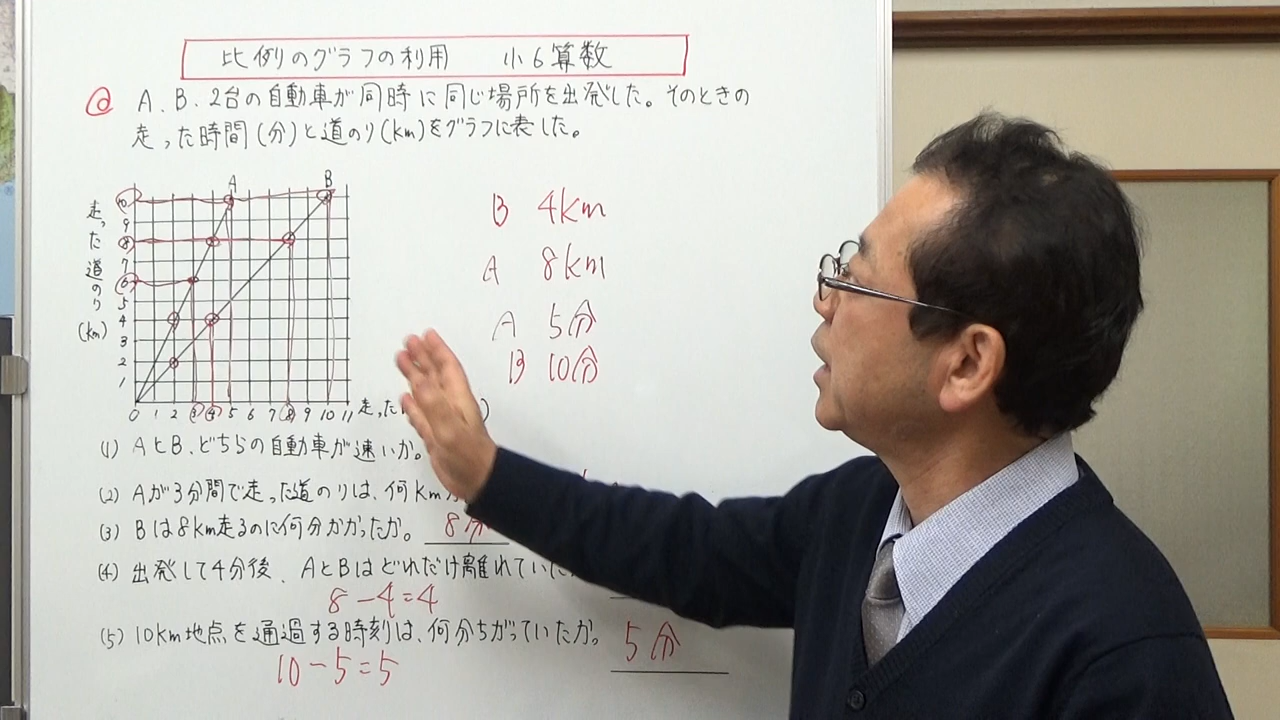 比例のグラフの利用 小6算数
Q A、B、2台の自動車が同時に同じ場所を出発した。そのときの
走った時間(分)と道のり(km)をグラフに表した。
A B
走った道のり
(km)
10
9
8
7
6
5
4
3
2
1
0 1 2 3 4 5 6 7 8 9 10 11 走った
B 4km
A 8km
A 5分
B 10分
(1) AとB、どちらの自動車が速いか。
(2) Aが3分間で走った道のりは、何km
(3) Bは8km走るのに何分かかったか。 8分
(4) 出発して4分後、AとBはどれだけ離れていた
8-4=4
(5) 10km地点を通過する時刻は、何分ちがっていたか。 5分
10-5=5